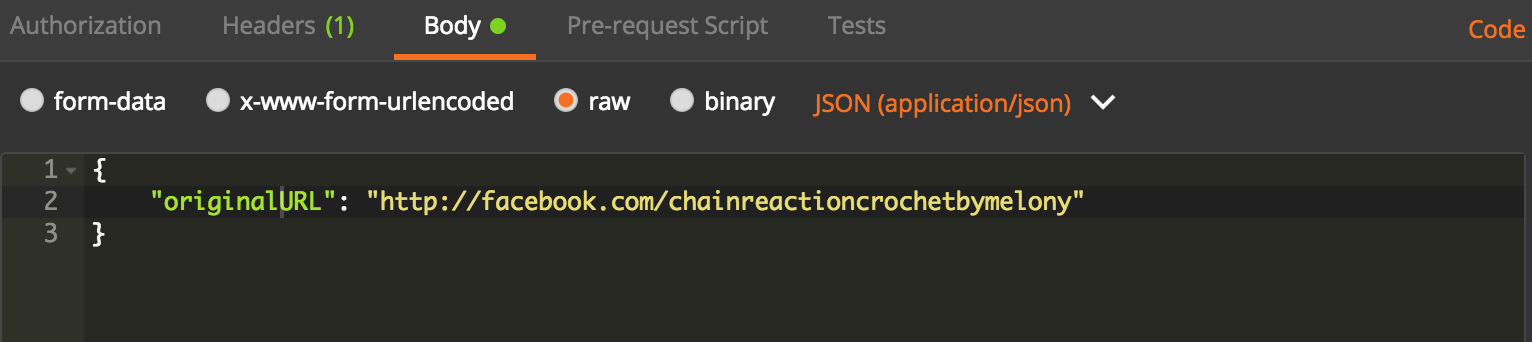 Authorization Headers (1) Body Pre-request Script Tests Code
form-data x-www-form-urlencoded raw binary JSON (application/json)
1 {
2 "originalURL": "http://facebook.com/chainreactioncrochetbymelony"
3 }